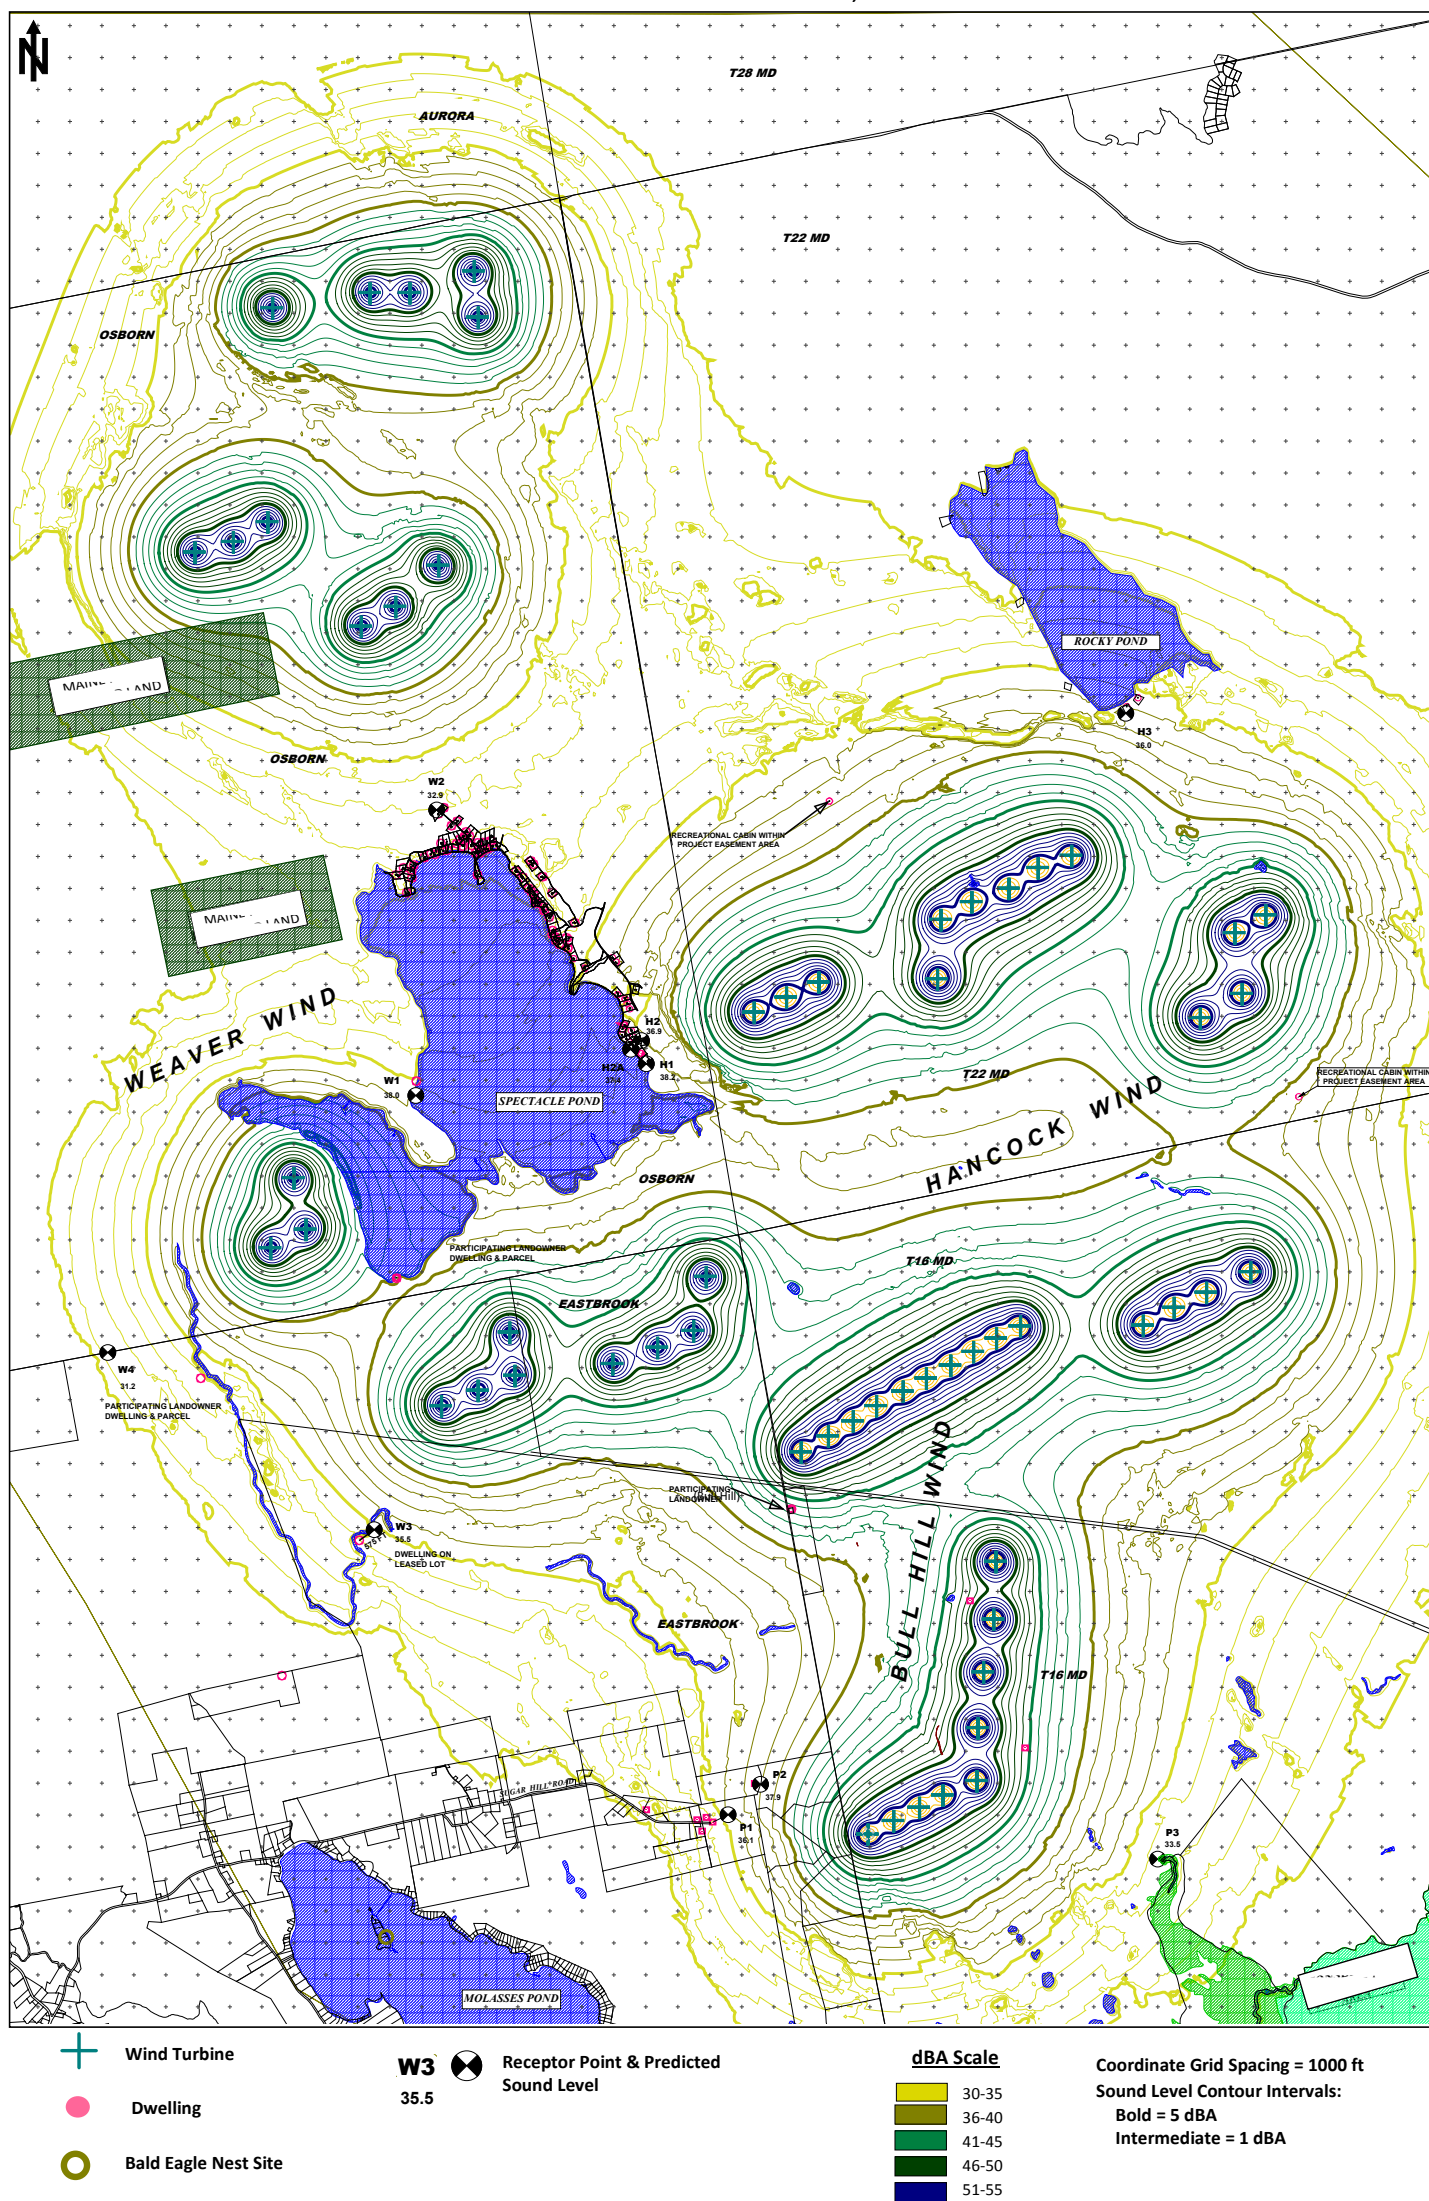 N
T28 MD
AURORA
T22 MD
OSBORN
ROCKY POND
H3
36.0
OSBORN
W2
32.9
RECREATIONAL CABIN WITHIN
PROJECT EASEMENT AREA
WEAVER WIND
H2
36.9
H2A
H1
38.2
W1
38.0
SPECTACLE POND
T22 MD
RECREATIONAL CABIN WITHIN
PROJECT EASEMENT AREA
HANCOCK WIND
OSBORN
PARTICIPATING LANDOWNER
DWELLING & PARCEL
T16 MD
EASTBROOK
W4
31.2
PARTICIPATING LANDOWNER
DWELLING & PARCEL
BULL HILL WIND
PARTICIPATING
LANDOWNER
W3
35.5
DWELLING ON
LEASED LOT
EASTBROOK
T16 MD
SUGAR HILL ROAD
P2
37.9
P1
36.1
P3
33.5
MOLASSES POND
Wind Turbine
Dwelling
Bald Eagle Nest Site
W3
35.5
Receptor Point & Predicted
Sound Level
dBA Scale
30-35
36-40
41-45
46-50
51-55
Coordinate Grid Spacing = 1000 ft
Sound Level Contour Intervals:
Bold = 5 dBA
Intermediate = 1 dBA